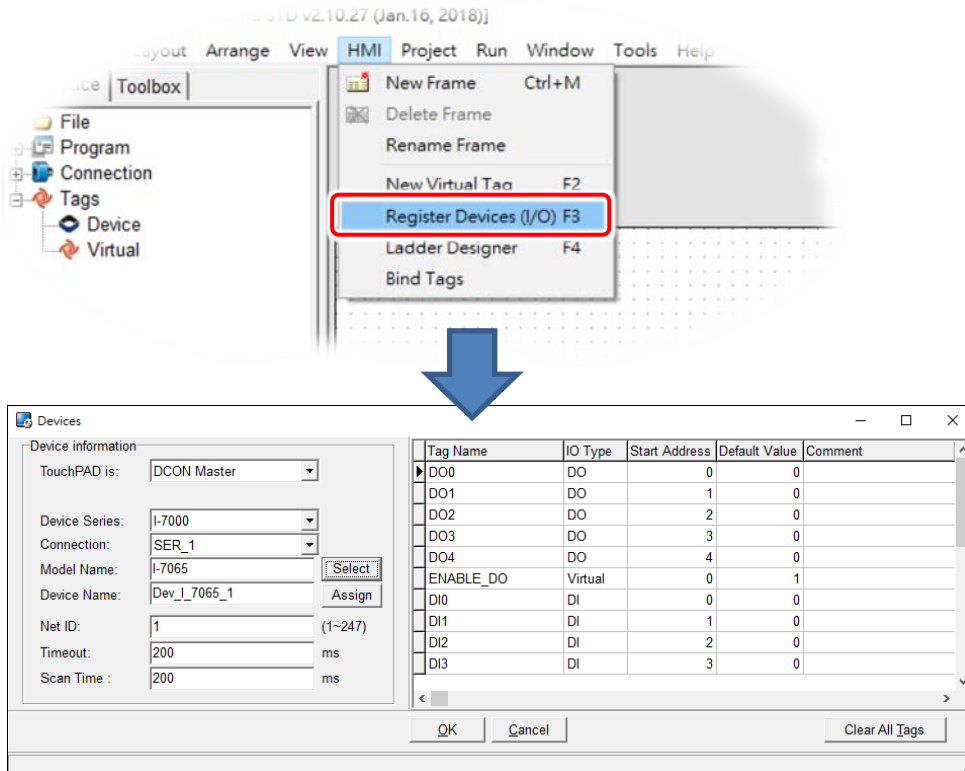 STD v2.10.27 (Jan.16, 2018)]
Layout Arrange View HMI Project Run Window Tools Help
Toolbox
New Frame Ctrl+M
Delete Frame
Rename Frame
New Virtual Tag F2
Register Devices (I/O) F3
Ladder Designer F4
Bind Tags
File
Program
Connection
Tags
Device
Virtual
Devices
Device information
TouchPAD is: DCON Master
Device Series: I-7000
Connection: SER_1
Model Name: I-7065 Select
Device Name: Dev_I_7065_1 Assign
Net ID: 1 (1~247)
Timeout: 200 ms
Scan Time : 200 ms
Tag Name IO Type Start Address Default Value Comment
DO0 DO 0 0
DO1 DO 1 0
DO2 DO 2 0
DO3 DO 3 0
DO4 DO 4 0
ENABLE_DO Virtual 0 1
DI0 DI 0 0
DI1 DI 1 0
DI2 DI 2 0
DI3 DI 3 0
OK Cancel Clear All Tags